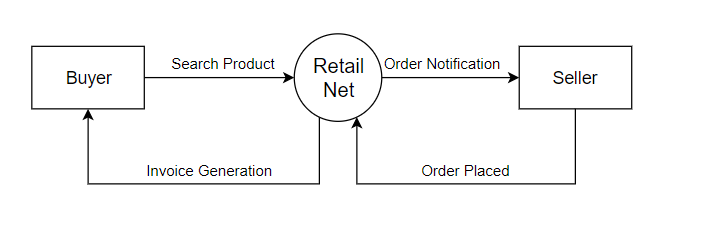 Buyer
Search Product
Retail
Net
Order Notification
Seller
Invoice Generation
Order Placed